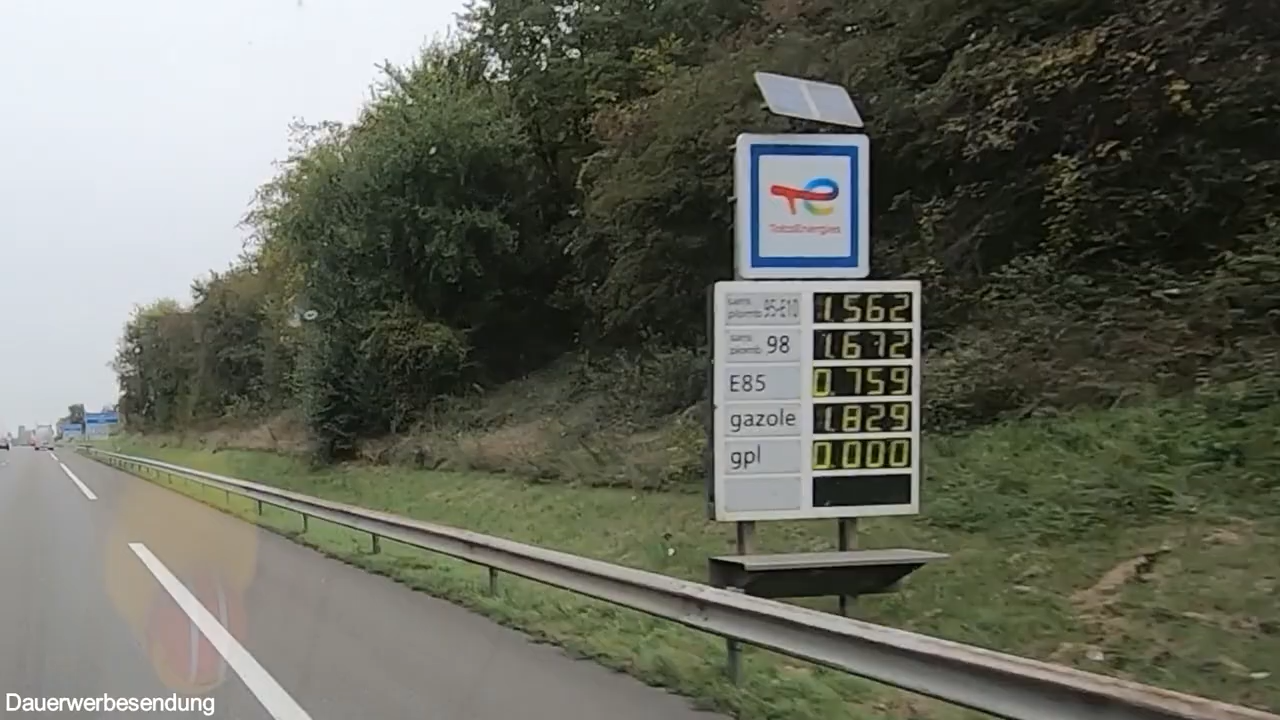 TotalEnergies
sans
plomb 95-E10 1.562
sans
plomb 98 1.672
E85 0.759
gazole 1.829
gpl 0.000
Dauerwerbesendung